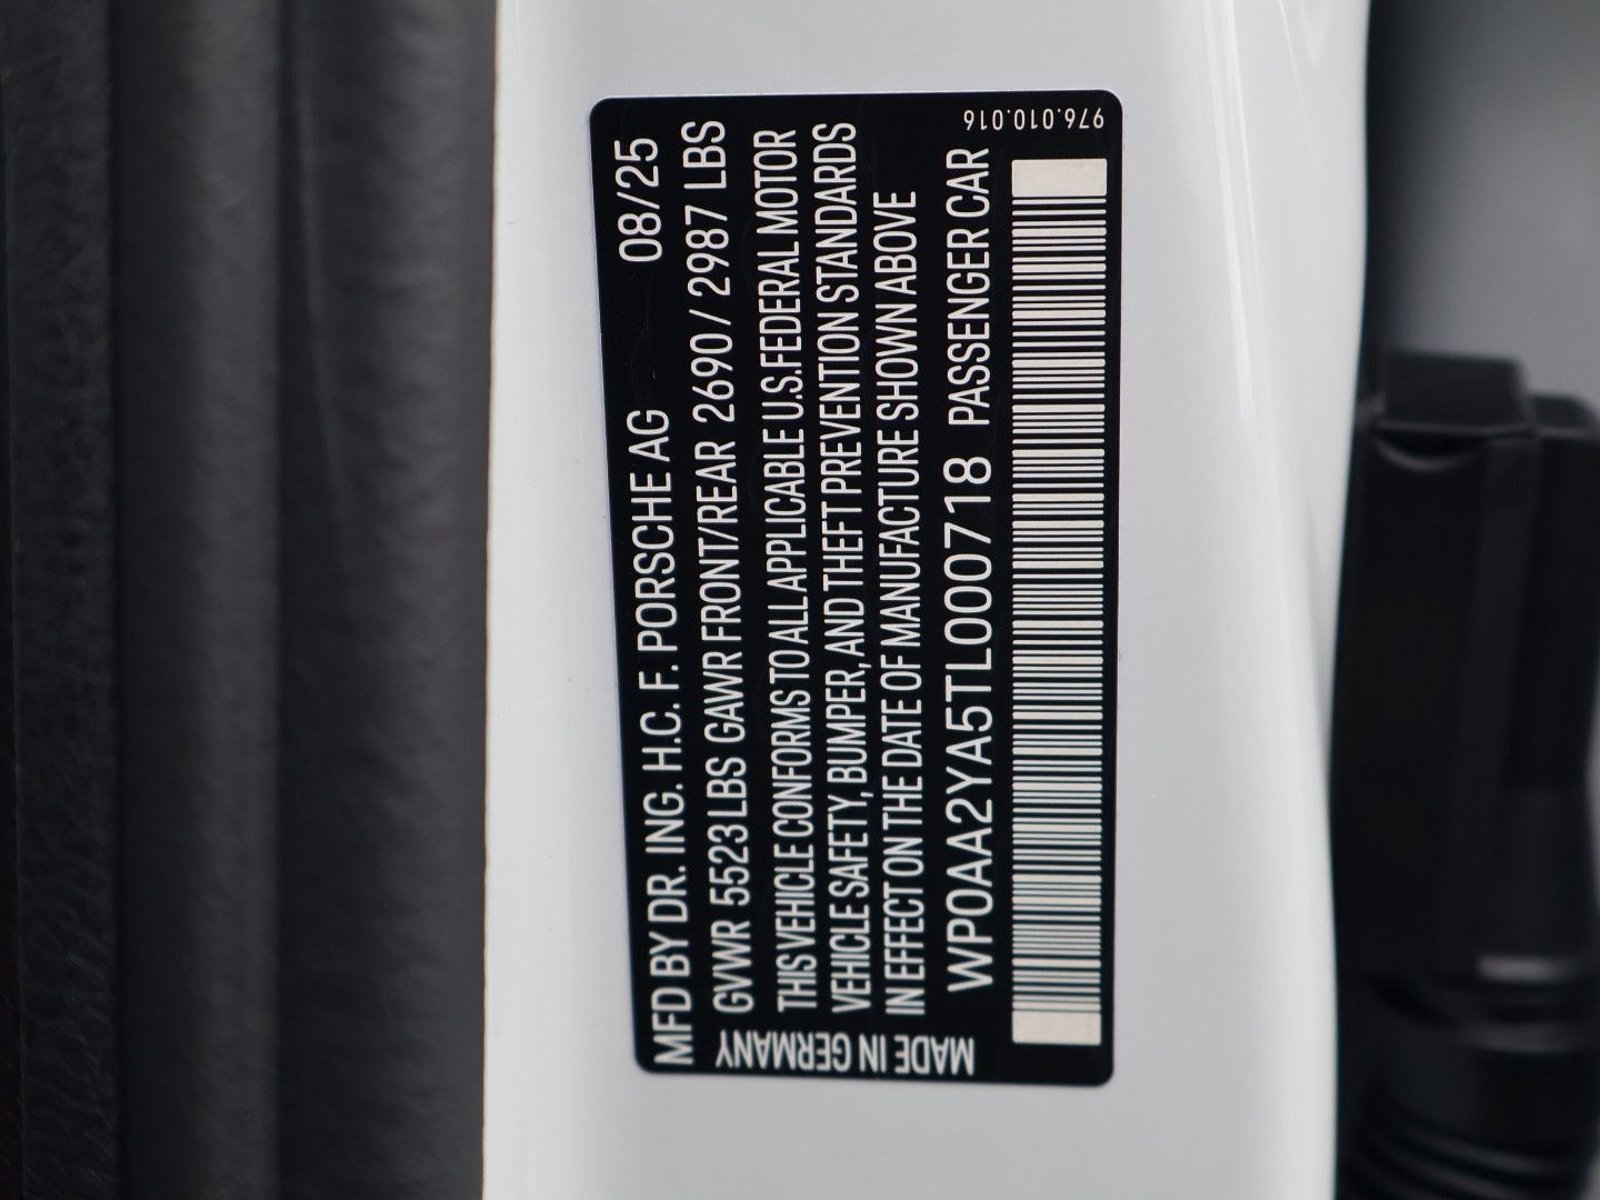 MFD BY DR. ING. H.C. F. PORSCHE AG 08/25
GVWR 5523 LBS GAWR FRONT/REAR 2690 / 2987 LBS
THIS VEHICLE CONFORMS TO ALL APPLICABLE U.S. FEDERAL MOTOR
VEHICLE SAFETY, BUMPER, AND THEFT PREVENTION STANDARDS
IN EFFECT ON THE DATE OF MANUFACTURE SHOWN ABOVE
WP0AA2YA5TL000718 PASSENGER CAR
MADE IN GERMANY
976.010.016